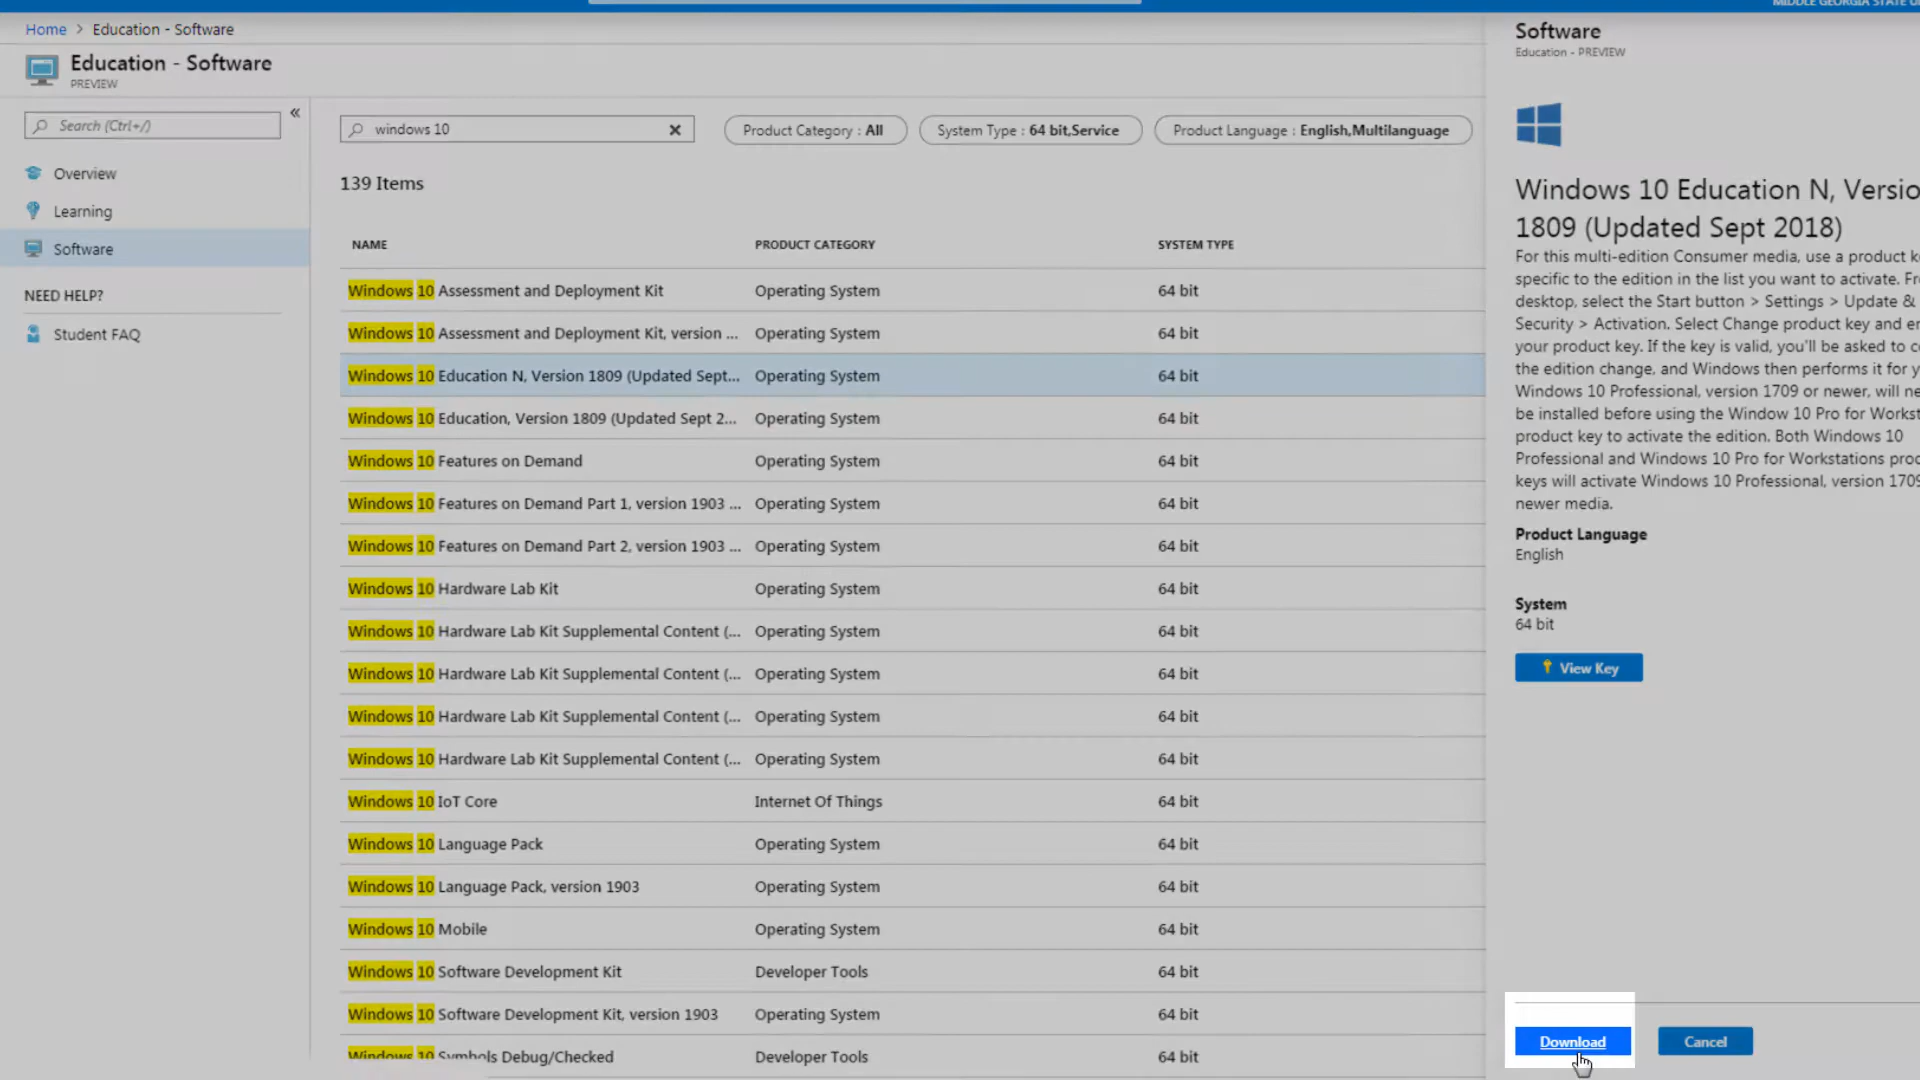 MIDDLE GEORGIA STATE
Home > Education - Software
Education - Software
PREVIEW
Search (Ctrl+/)
«
Overview
Learning
Software
NEED HELP?
Student FAQ
windows 10
Product Category : All
System Type : 64 bit,Service
Product Language : English,Multilanguage
139 Items
NAME PRODUCT CATEGORY SYSTEM TYPE
Windows 10 Assessment and Deployment Kit Operating System 64 bit
Windows 10 Assessment and Deployment Kit, version ... Operating System 64 bit
Windows 10 Education N, Version 1809 (Updated Sept... Operating System 64 bit
Windows 10 Education, Version 1809 (Updated Sept 2... Operating System 64 bit
Windows 10 Features on Demand Operating System 64 bit
Windows 10 Features on Demand Part 1, version 1903 ... Operating System 64 bit
Windows 10 Features on Demand Part 2, version 1903 ... Operating System 64 bit
Windows 10 Hardware Lab Kit Operating System 64 bit
Windows 10 Hardware Lab Kit Supplemental Content (... Operating System 64 bit
Windows 10 Hardware Lab Kit Supplemental Content (... Operating System 64 bit
Windows 10 Hardware Lab Kit Supplemental Content (... Operating System 64 bit
Windows 10 Hardware Lab Kit Supplemental Content (... Operating System 64 bit
Windows 10 IoT Core Internet Of Things 64 bit
Windows 10 Language Pack Operating System 64 bit
Windows 10 Language Pack, version 1903 Operating System 64 bit
Windows 10 Mobile Operating System 64 bit
Windows 10 Software Development Kit Developer Tools 64 bit
Windows 10 Software Development Kit, version 1903 Operating System 64 bit
Windows 10 Symbols Debug/Checked Developer Tools 64 bit
Software
Education - PREVIEW
Windows 10 Education N, Versio
1809 (Updated Sept 2018)
For this multi-edition Consumer media, use a product k
specific to the edition in the list you want to activate. Fr
desktop, select the Start button > Settings > Update &
Security > Activation. Select Change product key and en
your product key. If the key is valid, you'll be asked to c
the edition change, and Windows then performs it for y
Windows 10 Professional, version 1709 or newer, will ne
be installed before using the Window 10 Pro for Workst
product key to activate the edition. Both Windows 10
Professional and Windows 10 Pro for Workstations proc
keys will activate Windows 10 Professional, version 1709
newer media.
Product Language
English
System
64 bit
View Key
Download
Cancel